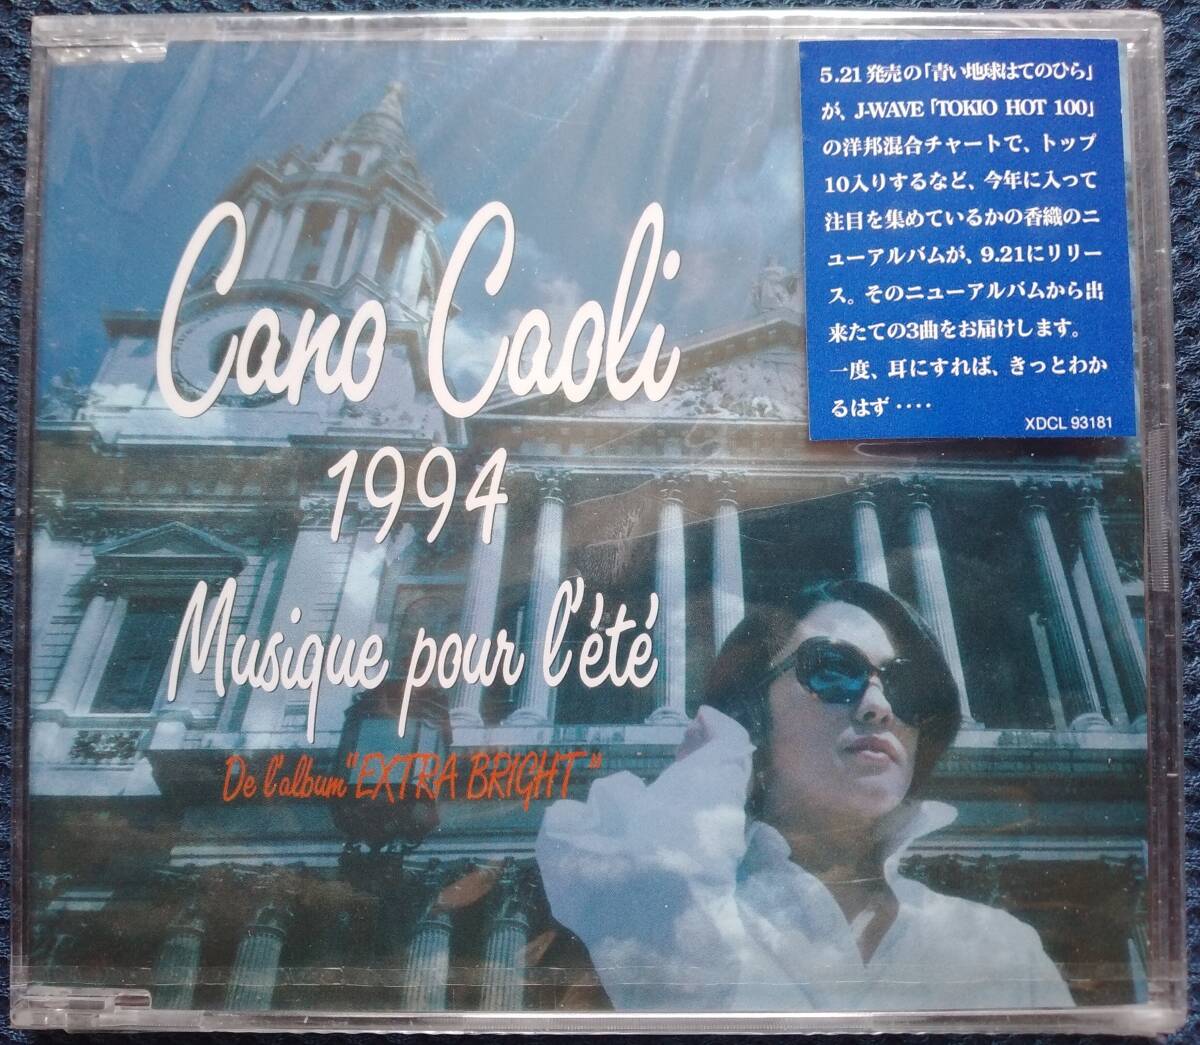 Cano Caoli
1994
Musique pour l'été
De l'album "EXTRA BRIGHT"
5.21発売の「青い地球はてのひら」
が、J-WAVE「TOKIO HOT 100」
の洋邦混合チャートで、トップ
10入りするなど、今年に入って
注目を集めているかの香織のニ
ューアルバムが、9.21にリリー
ス。そのニューアルバムから出
来たての3曲をお届けします。
一度、耳にすれば、きっとわか
るはず‥‥
XDCL 93181